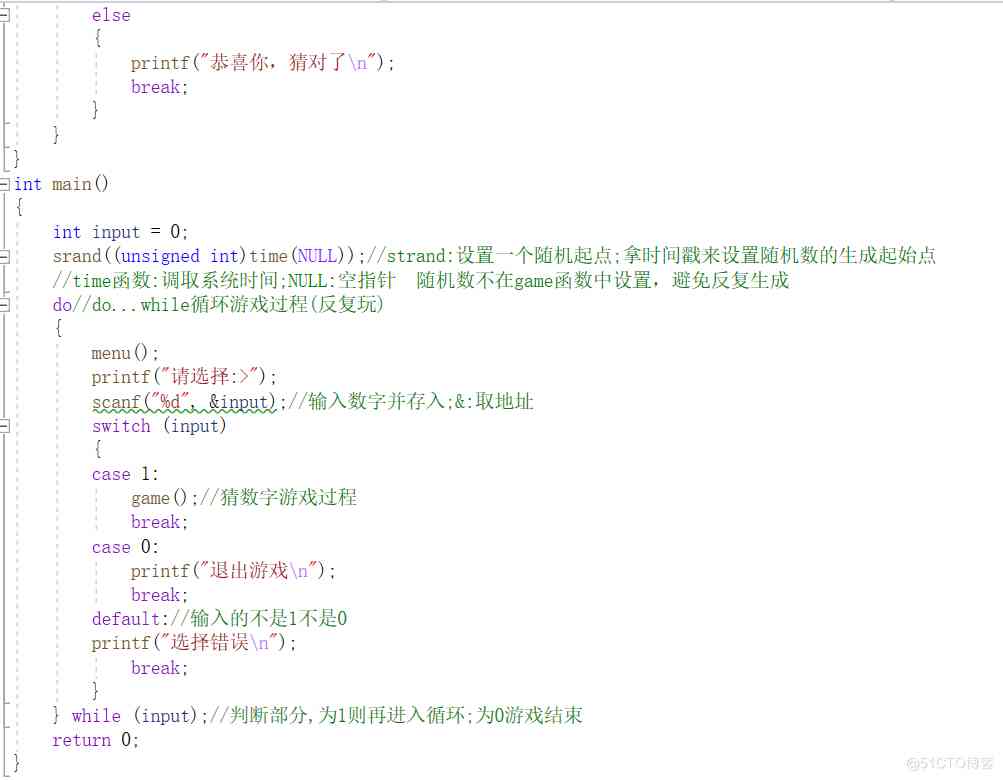 else
{
printf("恭喜你，猜对了\n");
break;
}
}
}
int main()
{
int input = 0;
srand((unsigned int)time(NULL));//strand:设置一个随机起点;拿时间戳来设置随机数的生成起始点
//time函数:调取系统时间;NULL:空指针　随机数不在game函数中设置，避免反复生成
do//do...while循环游戏过程(反复玩)
{
menu();
printf("请选择:>");
scanf("%d", &input);//输入数字并存入;&:取地址
switch (input)
{
case 1:
game();//猜数字游戏过程
break;
case 0:
printf("退出游戏\n");
break;
default://输入的不是1不是0
printf("选择错误\n");
break;
}
} while (input);//判断部分,为1则再进入循环;为0游戏结束
return 0;
}
@51CTO博客